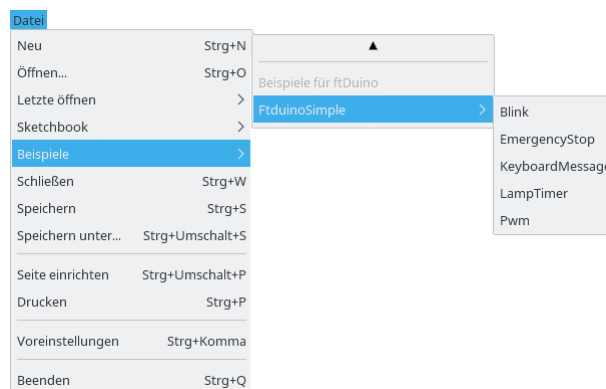 Datei
Neu Strg+N
Öffnen... Strg+O
Letzte öffnen
Sketchbook
Beispiele
Schließen Strg+W
Speichern Strg+S
Speichern unter... Strg+Umschalt+S
Seite einrichten Strg+Umschalt+P
Drucken Strg+P
Voreinstellungen Strg+Komma
Beenden Strg+Q
Beispiele für ftDuino
FtduinoSimple
Blink
EmergencyStop
KeyboardMessage
LampTimer
Pwm